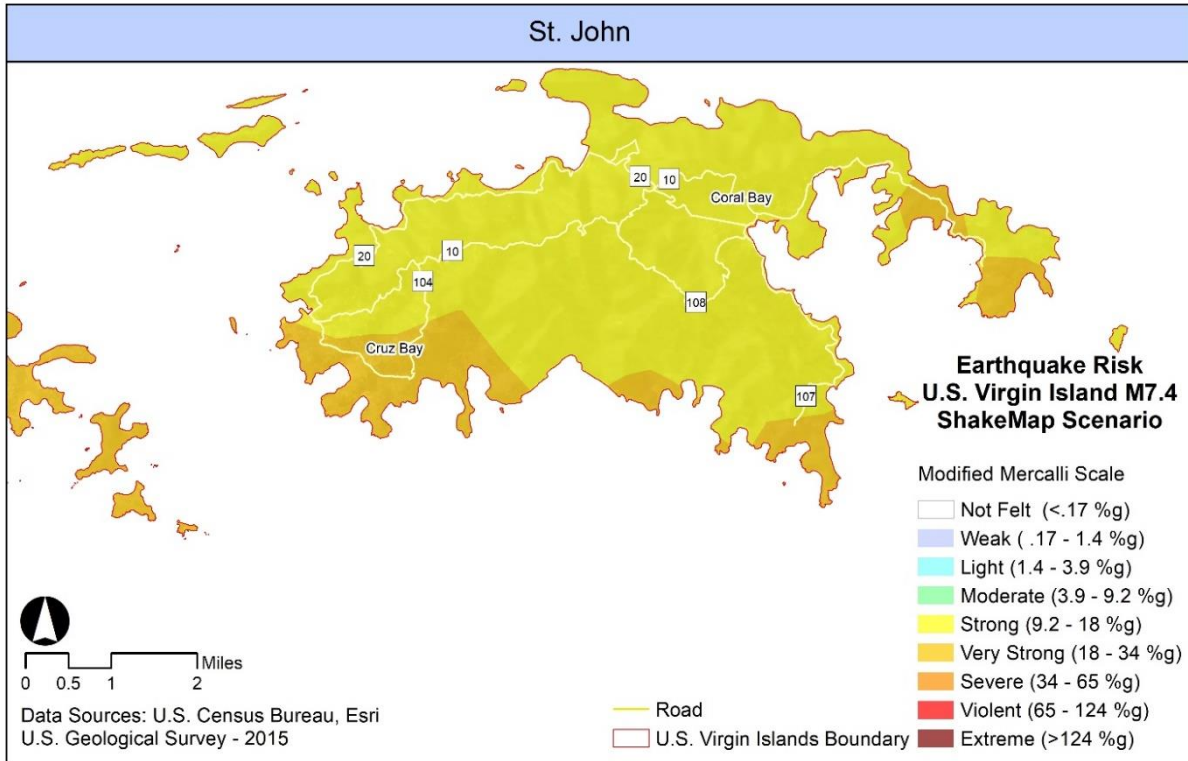 St. John
20
10
Coral Bay
20
10
104
108
Cruz Bay
107
Earthquake Risk
U.S. Virgin Island M7.4
ShakeMap Scenario
Modified Mercalli Scale
Not Felt (<.17 %g)
Weak ( .17 - 1.4 %g)
Light (1.4 - 3.9 %g)
Moderate (3.9 - 9.2 %g)
Strong (9.2 - 18 %g)
Very Strong (18 - 34 %g)
Severe (34 - 65 %g)
Violent (65 - 124 %g)
Extreme (>124 %g)
Miles
0 0.5 1 2
Data Sources: U.S. Census Bureau, Esri
U.S. Geological Survey - 2015
Road
U.S. Virgin Islands Boundary